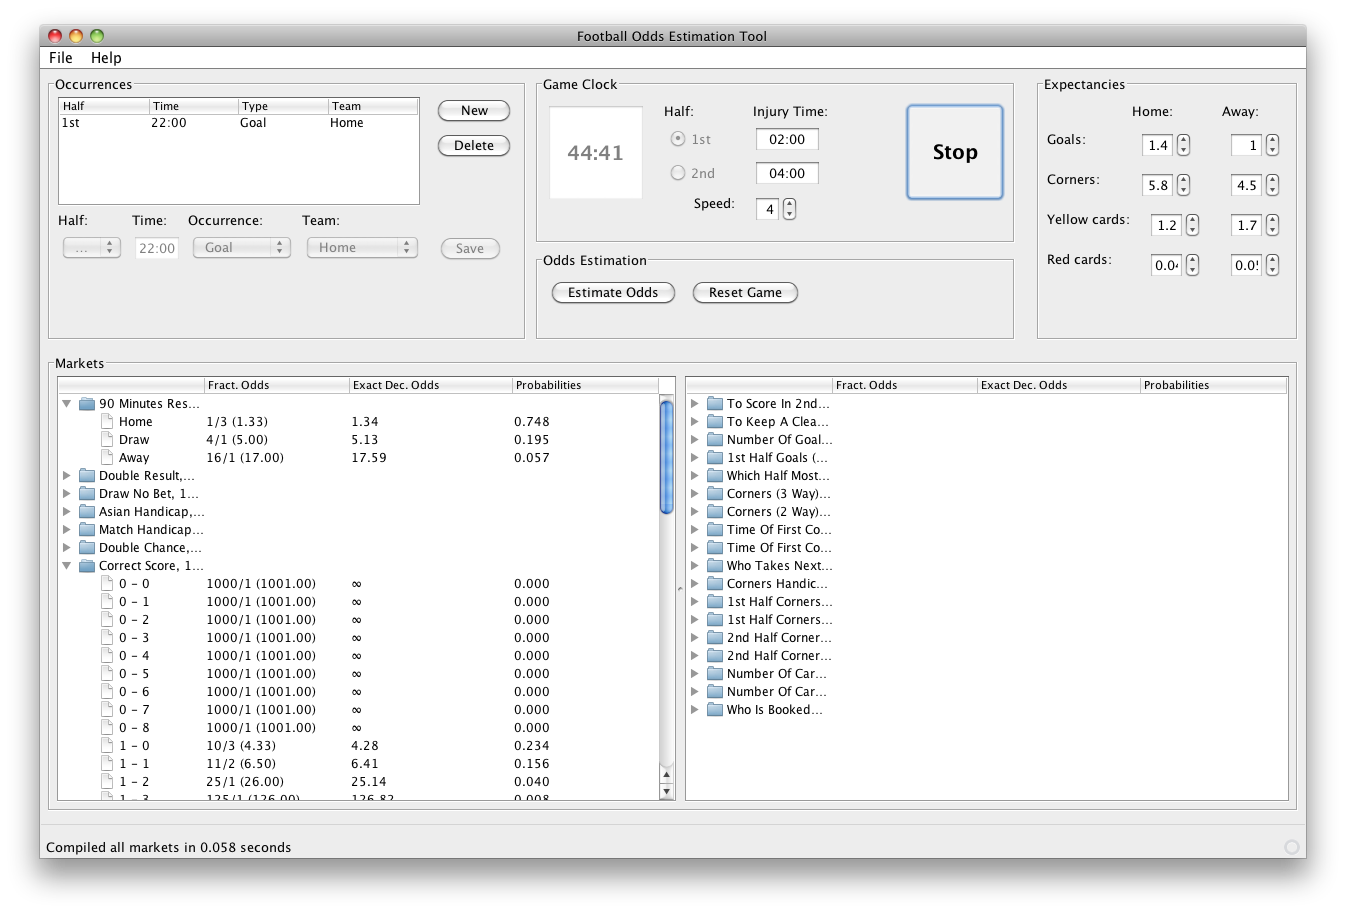 Football Odds Estimation Tool
File Help
Occurrences
Half Time Type Team
1st 22:00 Goal Home
New
Delete
Half: Time: Occurrence: Team:
... 22:00 Goal Home Save
Game Clock
44:41
Half: Injury Time:
1st 02:00
2nd 04:00
Speed: 4
Stop
Odds Estimation
Estimate Odds Reset Game
Expectancies
Home: Away:
Goals: 1.4 1
Corners: 5.8 4.5
Yellow cards: 1.2 1.7
Red cards: 0.04 0.0
Markets
Fract. Odds Exact Dec. Odds Probabilities
90 Minutes Res...
Home 1/3 (1.33) 1.34 0.748
Draw 4/1 (5.00) 5.13 0.195
Away 16/1 (17.00) 17.59 0.057
Double Result,...
Draw No Bet, 1...
Asian Handicap,...
Match Handicap...
Double Chance,...
Correct Score, 1...
0 - 0 1000/1 (1001.00) ∞ 0.000
0 - 1 1000/1 (1001.00) ∞ 0.000
0 - 2 1000/1 (1001.00) ∞ 0.000
0 - 3 1000/1 (1001.00) ∞ 0.000
0 - 4 1000/1 (1001.00) ∞ 0.000
0 - 5 1000/1 (1001.00) ∞ 0.000
0 - 6 1000/1 (1001.00) ∞ 0.000
0 - 7 1000/1 (1001.00) ∞ 0.000
0 - 8 1000/1 (1001.00) ∞ 0.000
1 - 0 10/3 (4.33) 4.28 0.234
1 - 1 11/2 (6.50) 6.41 0.156
1 - 2 25/1 (26.00) 25.14 0.040
1 - 3 125/1 (126.00) 126.82 0.008
Fract. Odds Exact Dec. Odds Probabilities
To Score In 2nd...
To Keep A Clea...
Number Of Goal...
1st Half Goals (...
Which Half Most...
Corners (3 Way)...
Corners (2 Way)...
Time Of First Co...
Time Of First Co...
Who Takes Next...
Corners Handic...
1st Half Corners...
1st Half Corners...
2nd Half Corner...
2nd Half Corner...
Number Of Car...
Number Of Car...
Who Is Booked...
Compiled all markets in 0.058 seconds